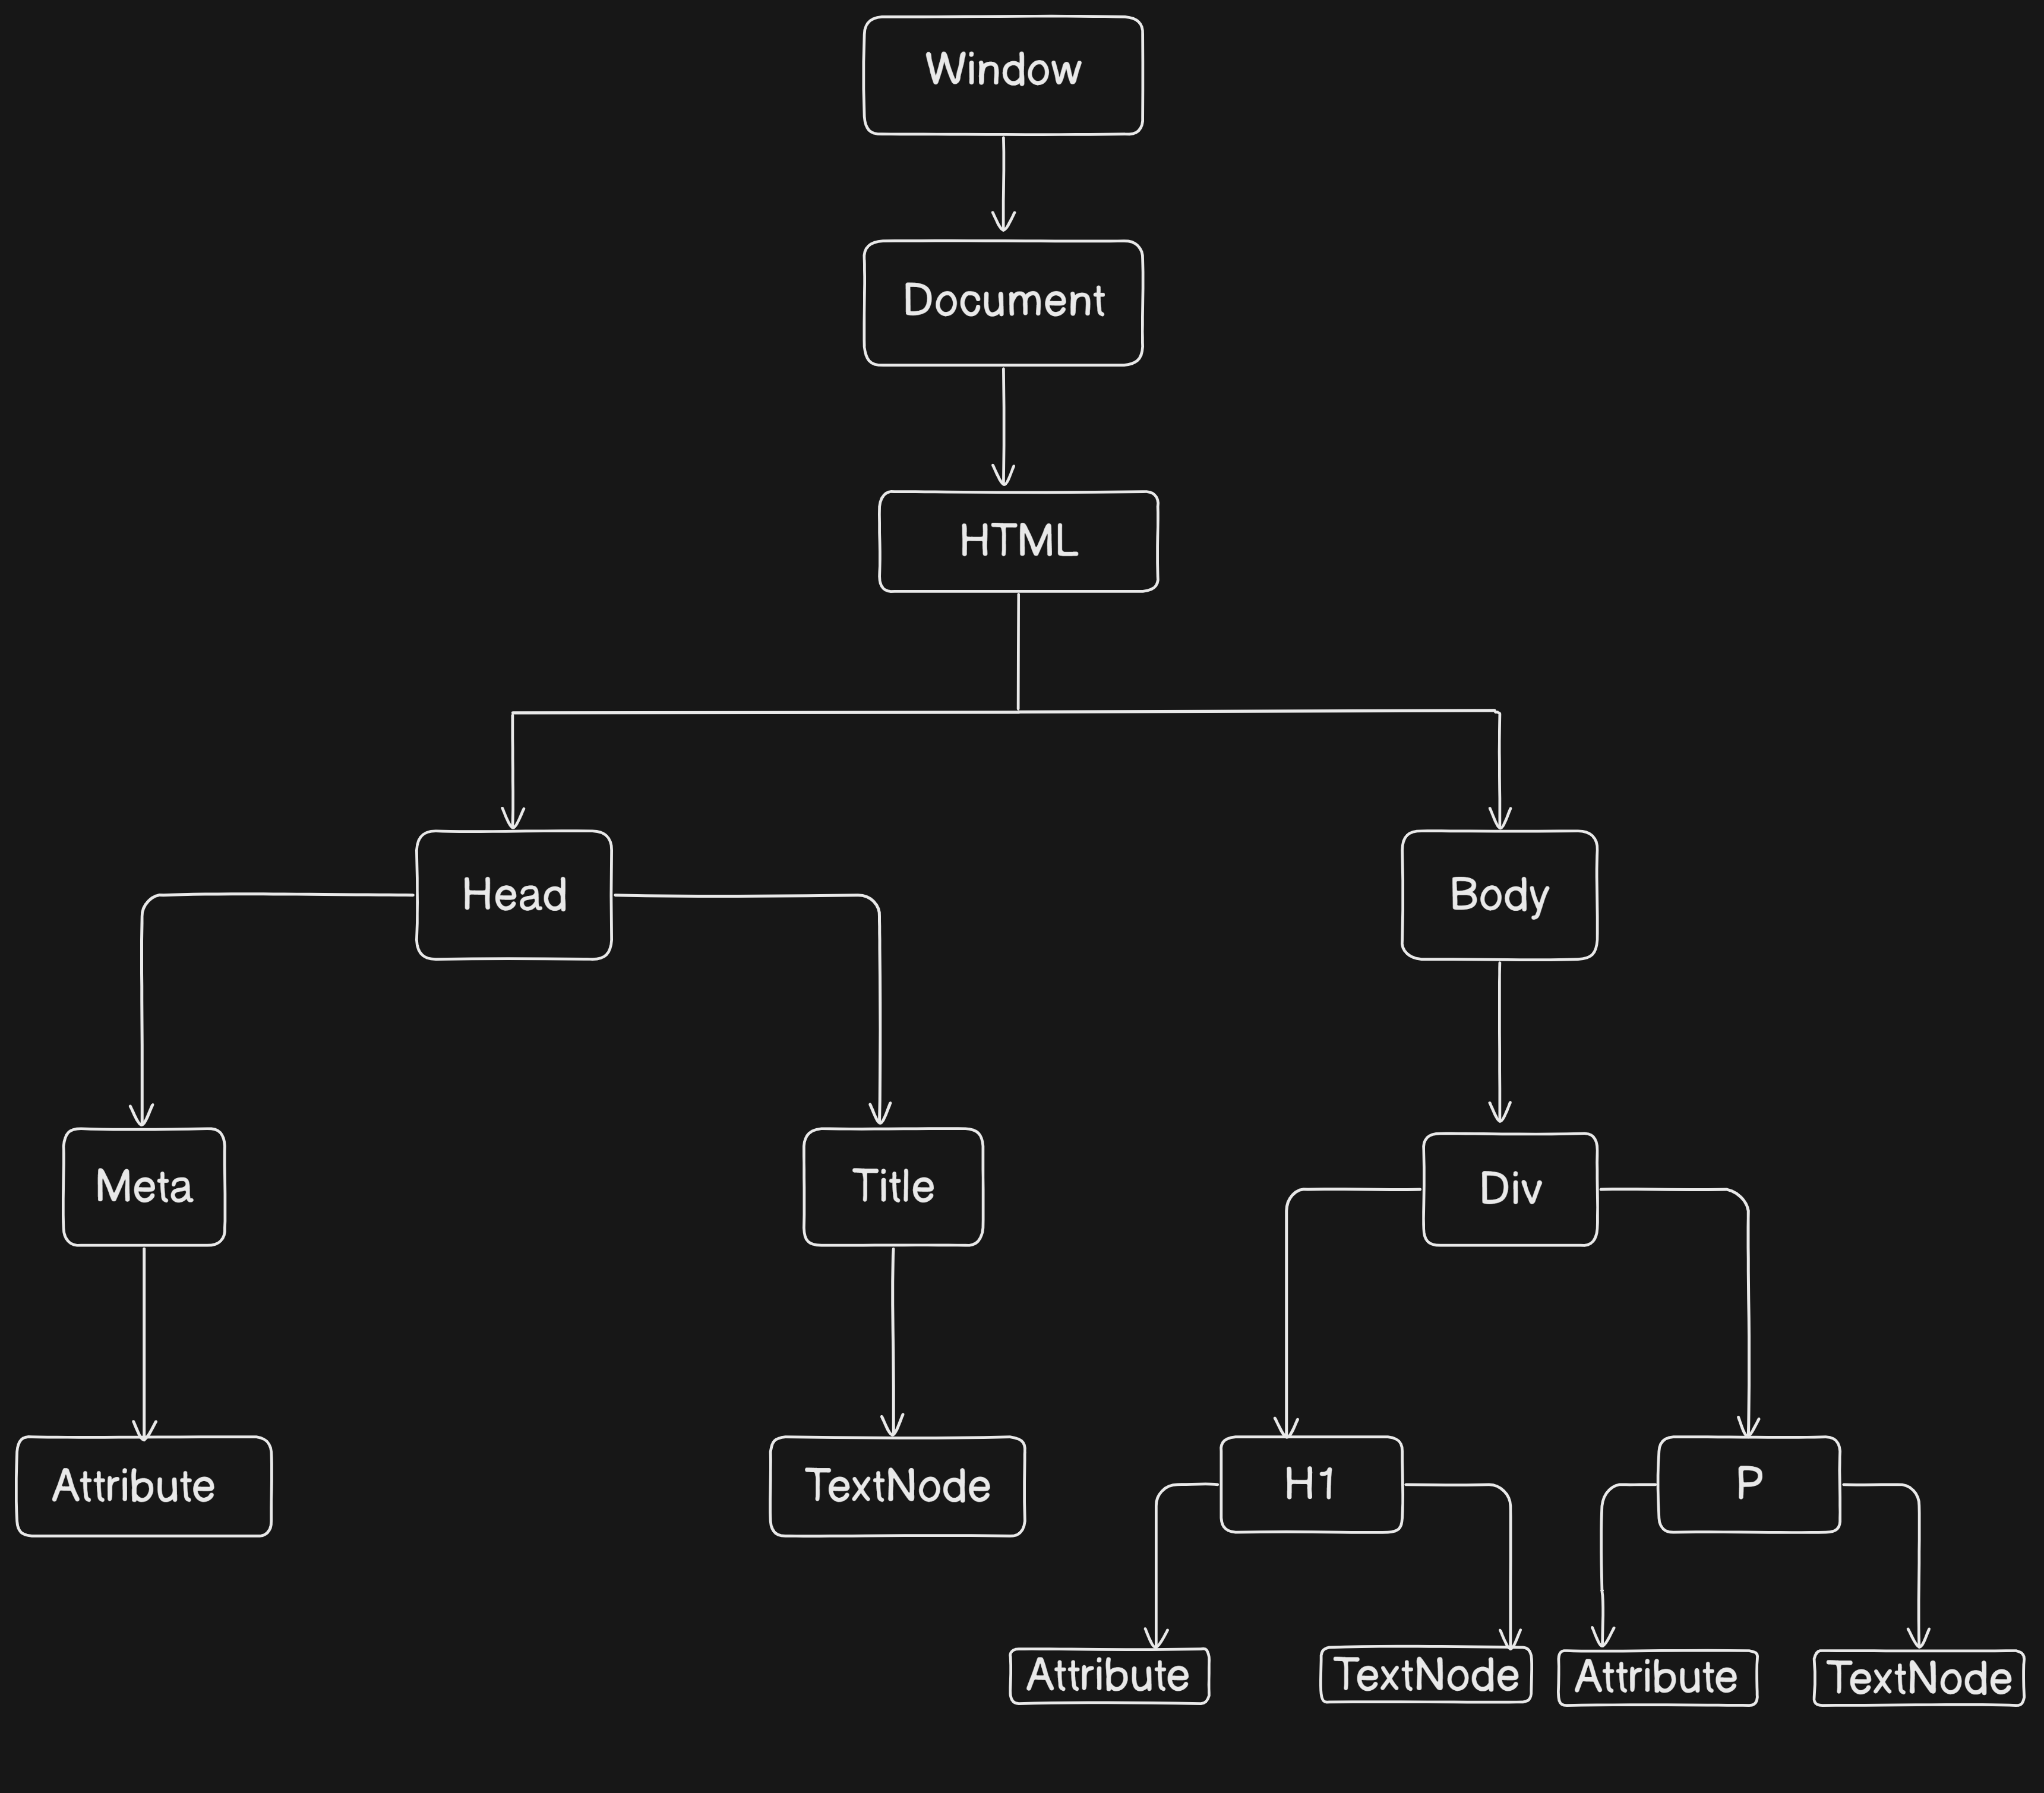 Window
Document
HTML
Head
Body
Meta
Title
Div
Attribute
TextNode
H1
P
Attribute
TextNode
Attribute
TextNode